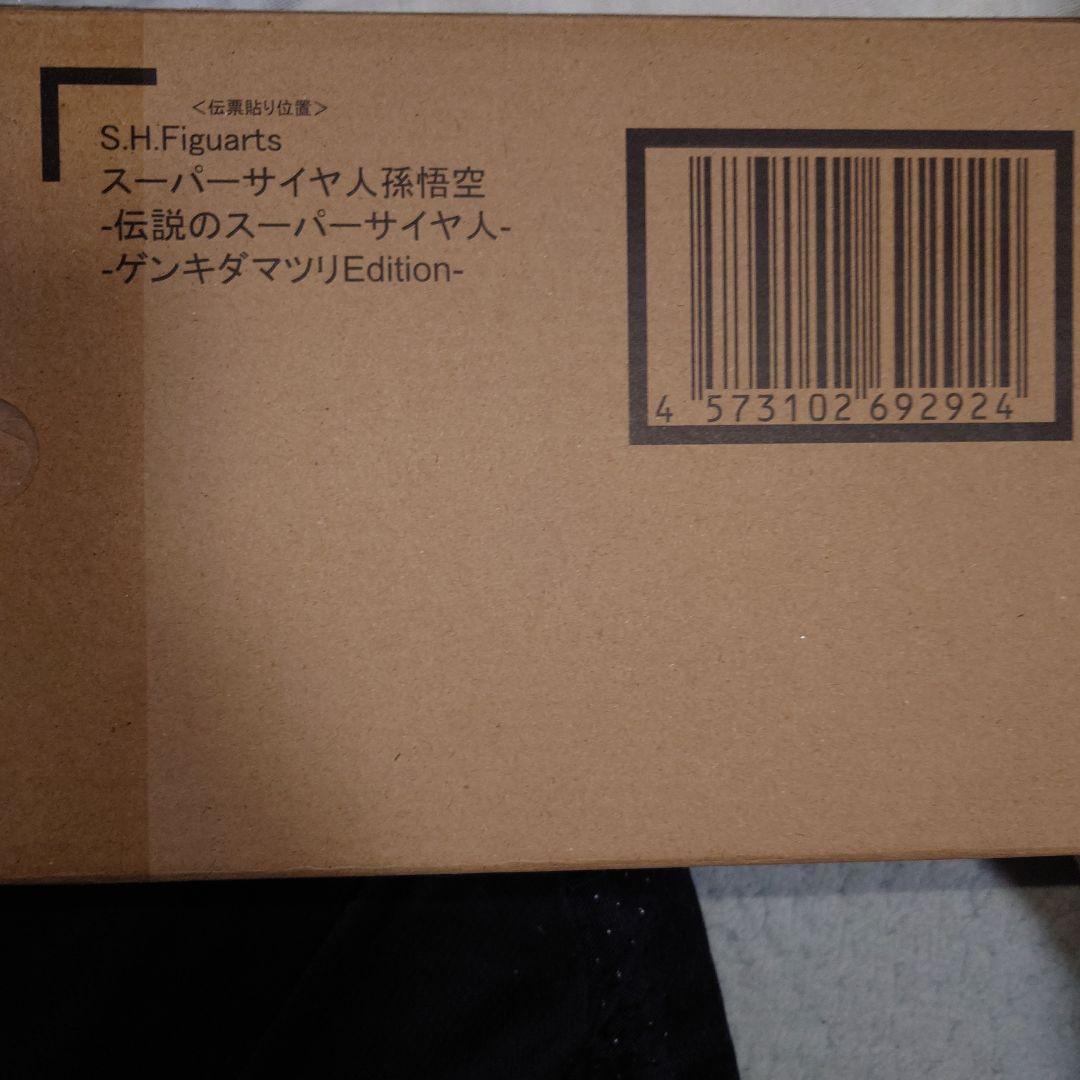 <伝票貼り位置>
S.H.Figuarts
スーパーサイヤ人孫悟空
-伝説のスーパーサイヤ人-
-ゲンキダマツリEdition-
4 573102 692924